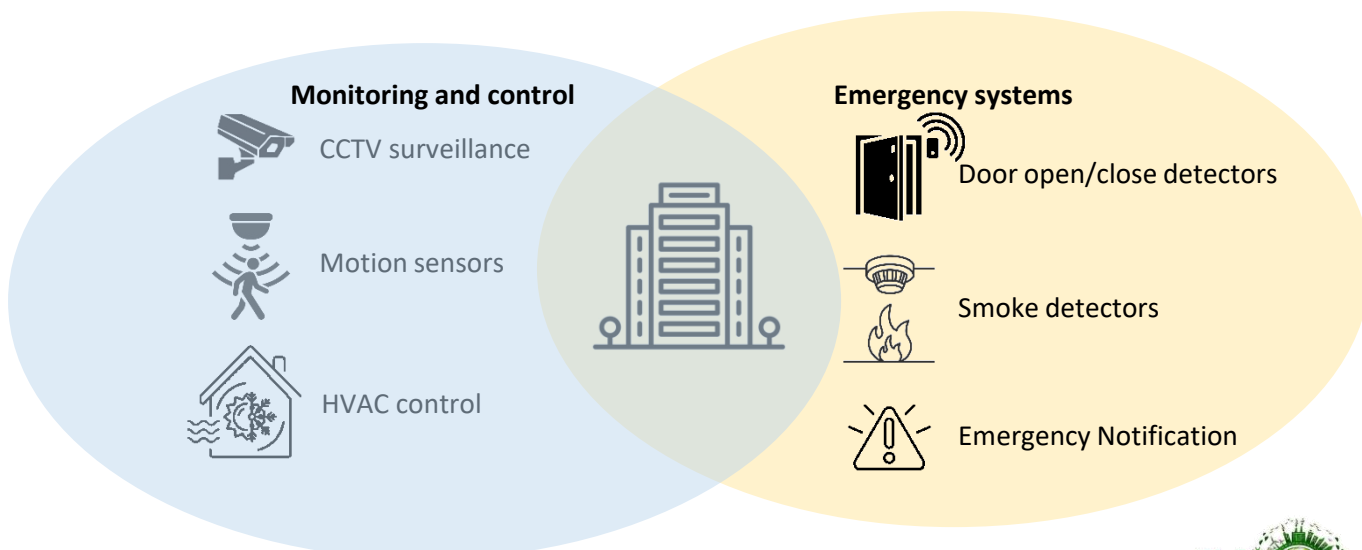 Monitoring and control
CCTV surveillance
Motion sensors
HVAC control
Emergency systems
Door open/close detectors
Smoke detectors
Emergency Notification